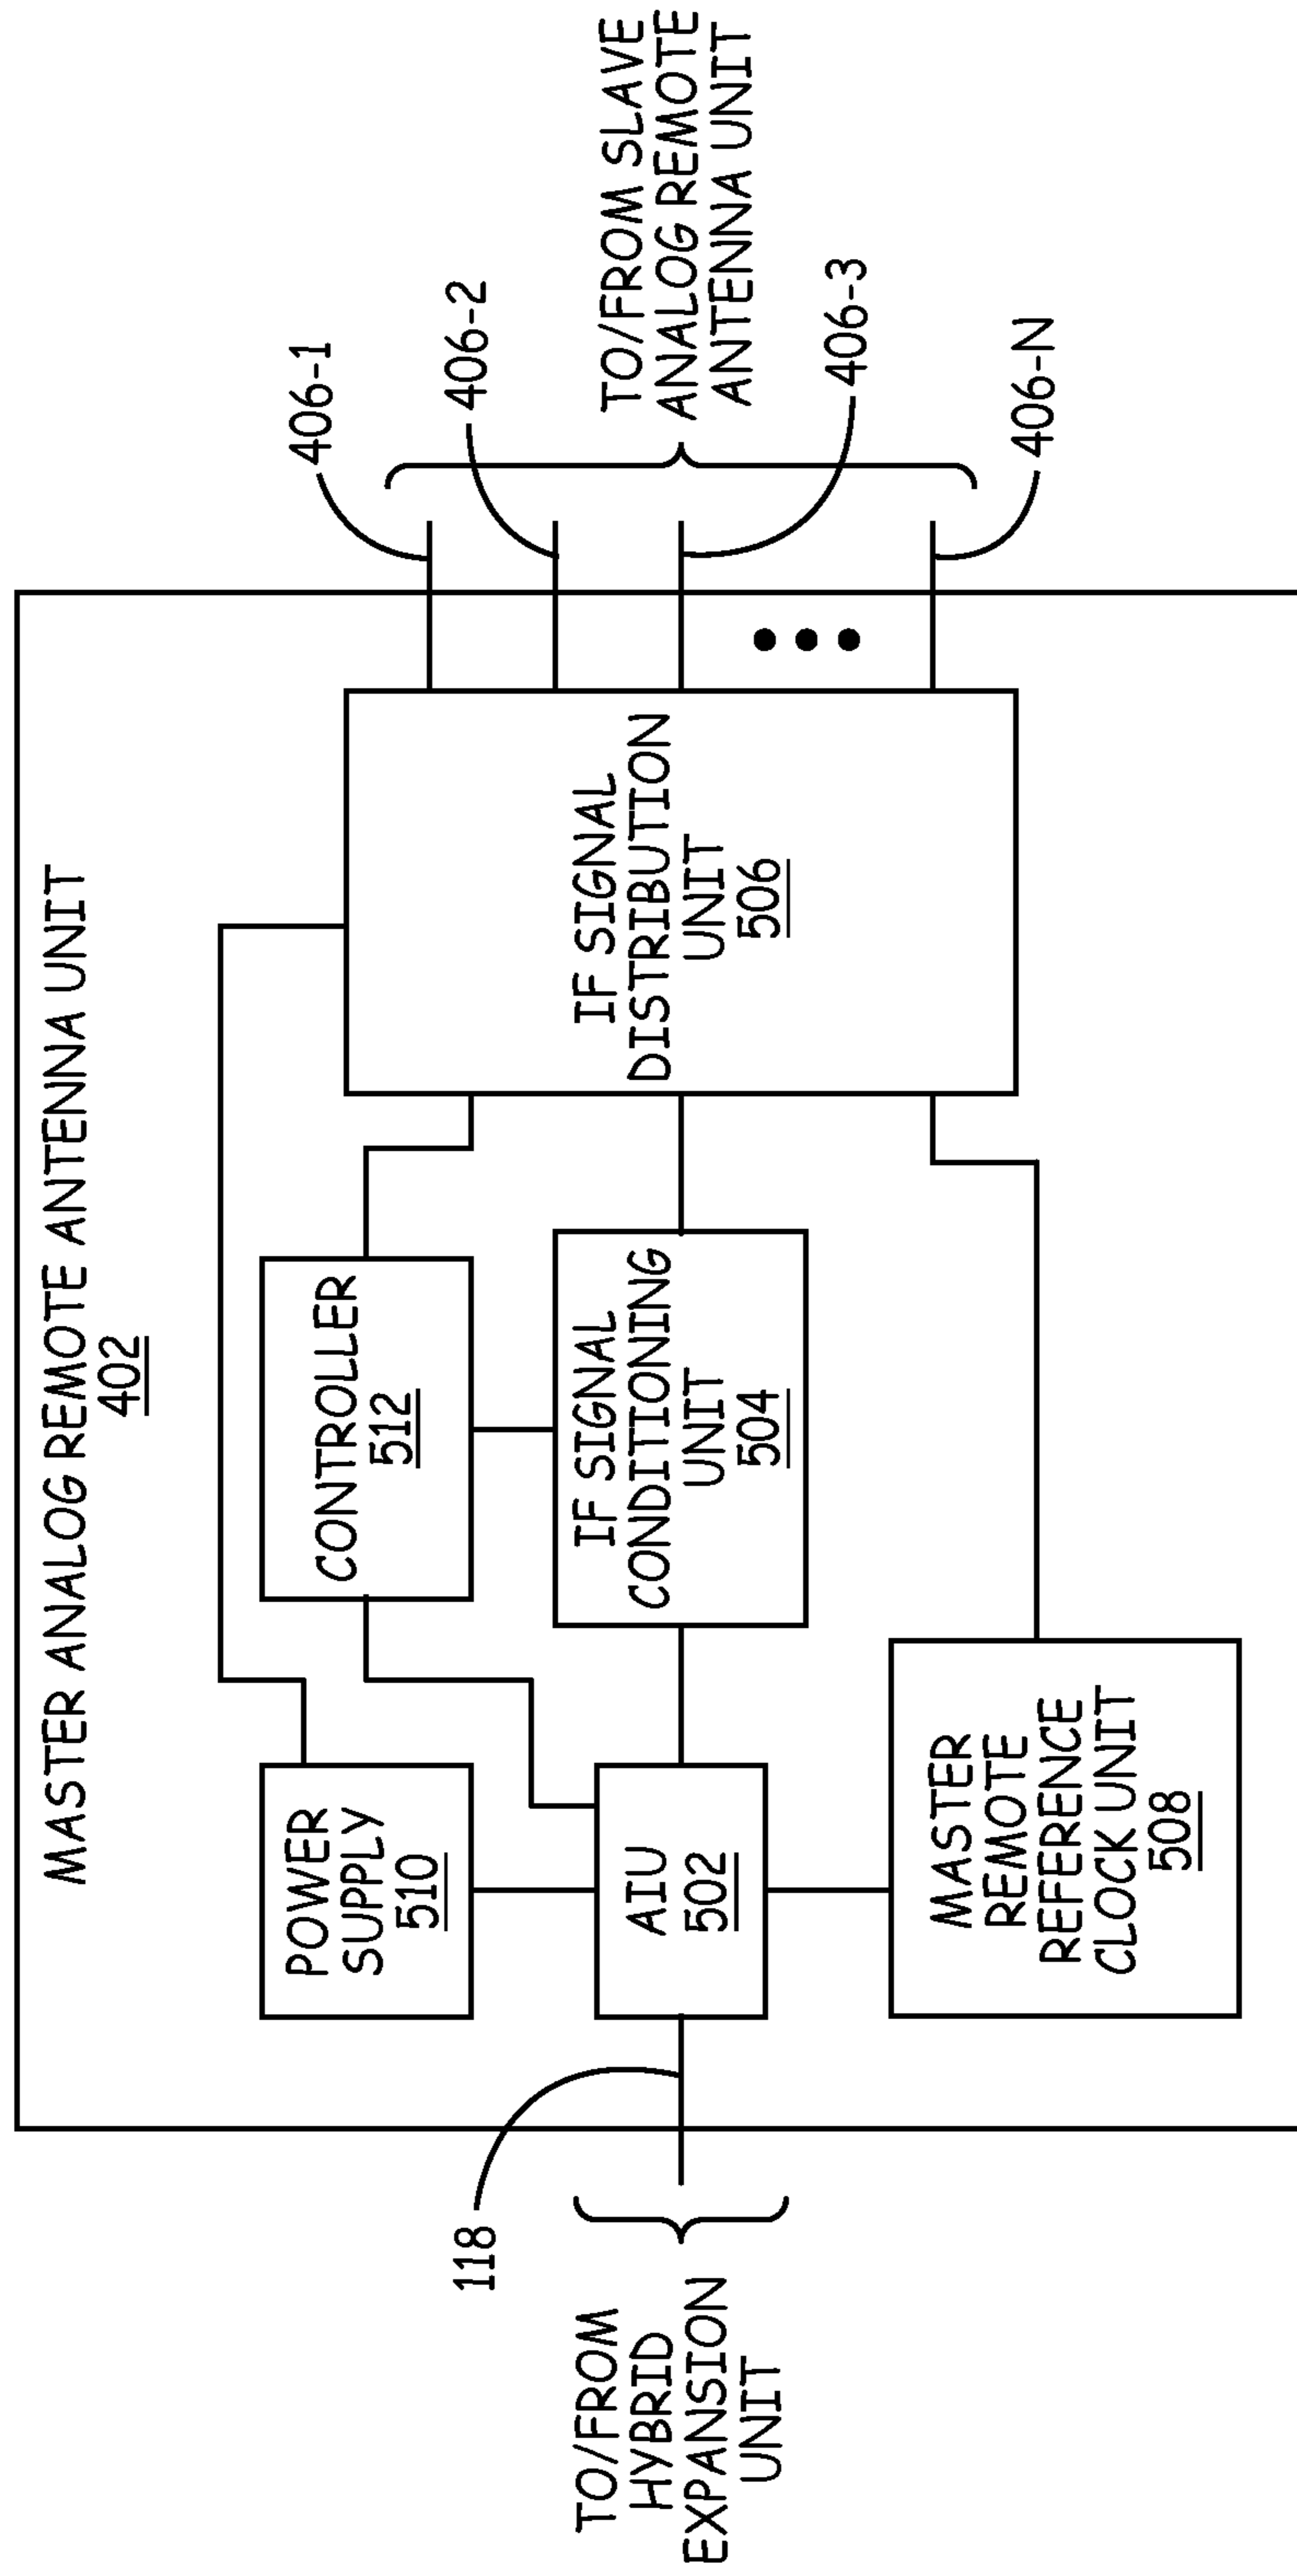 MASTER ANALOG REMOTE ANTENNA UNIT
402
POWER
SUPPLY
510
CONTROLLER
512
IF SIGNAL
DISTRIBUTION
UNIT
506
406-1
406-2
TO/FROM SLAVE
ANALOG REMOTE
ANTENNA UNIT
406-3
406-N
118
TO/FROM
HYBRID
EXPANSION
UNIT
AIU
502
IF SIGNAL
CONDITIONING
UNIT
504
MASTER
REMOTE
REFERENCE
CLOCK UNIT
508